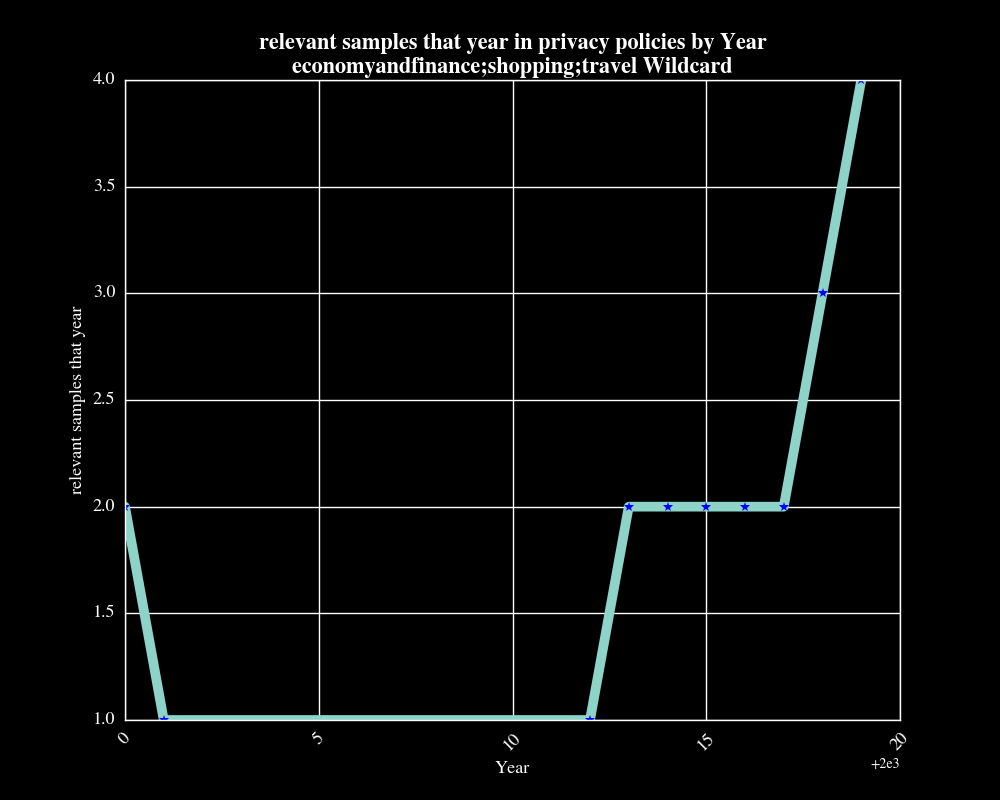 relevant samples that year in privacy policies by Year
economyandfinance;shopping;travel Wildcard
4.0
3.5
3.0
2.5
2.0
1.5
1.0
relevant samples that year
0
5
10
15
20
Year
+2e3